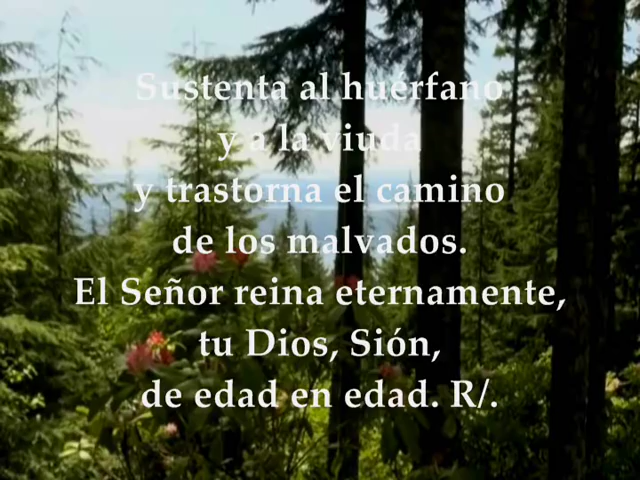 Sustenta al huérfano
y a la viuda
y trastorna el camino
de los malvados.
El Señor reina eternamente,
tu Dios, Sión,
de edad en edad. R/.